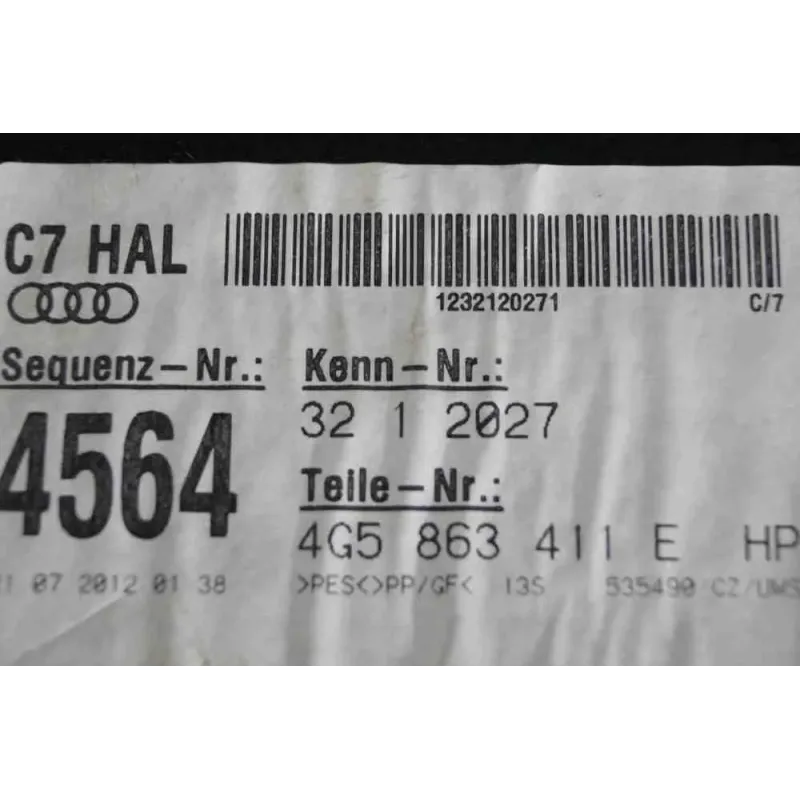 C7 HAL
1232120271 C/7
Sequenz-Nr.: Kenn-Nr.:
4564 32 1 2027
Teile-Nr.:
4G5 863 411 E HP
07 2012 01 38 >PES<>PP/GF< I3S 535490 CZ/UWS